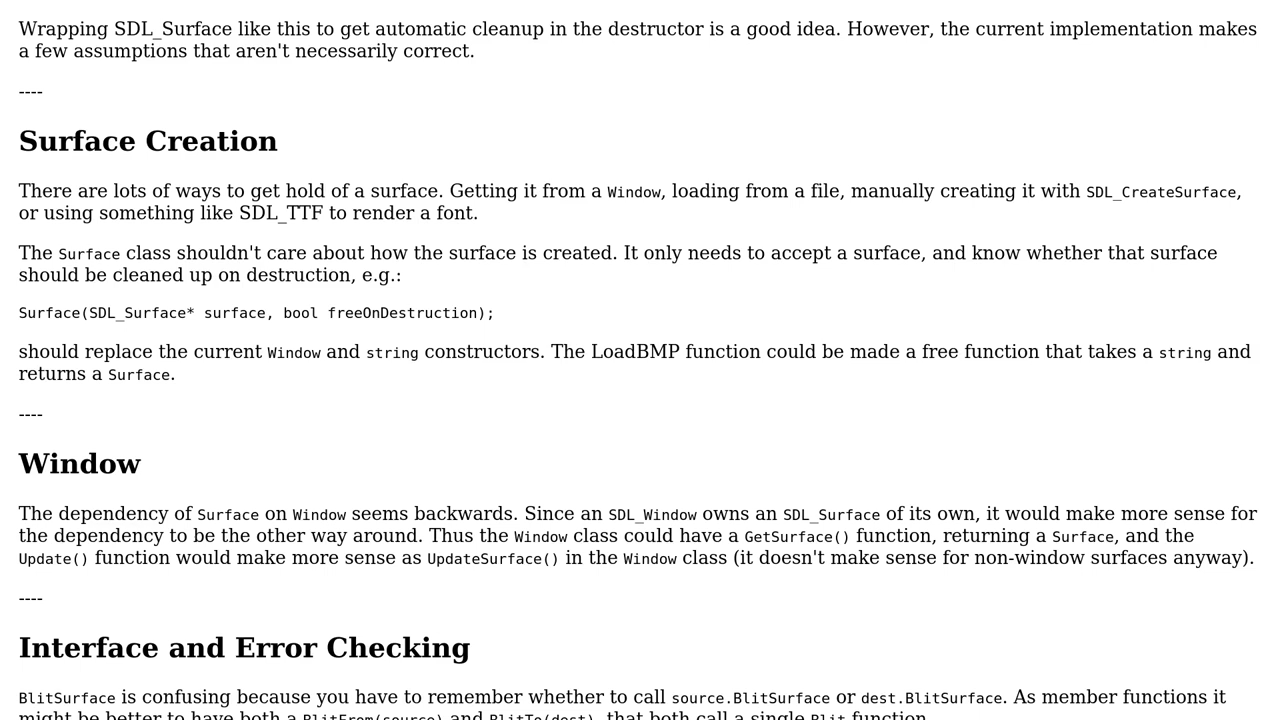 Wrapping SDL_Surface like this to get automatic cleanup in the destructor is a good idea. However, the current implementation makes
a few assumptions that aren't necessarily correct.
----
Surface Creation
There are lots of ways to get hold of a surface. Getting it from a Window, loading from a file, manually creating it with SDL_CreateSurface,
or using something like SDL_TTF to render a font.
The Surface class shouldn't care about how the surface is created. It only needs to accept a surface, and know whether that surface
should be cleaned up on destruction, e.g.:
Surface(SDL_Surface* surface, bool freeOnDestruction);
should replace the current Window and string constructors. The LoadBMP function could be made a free function that takes a string and
returns a Surface.
----
Window
The dependency of Surface on Window seems backwards. Since an SDL_Window owns an SDL_Surface of its own, it would make more sense for
the dependency to be the other way around. Thus the Window class could have a GetSurface() function, returning a Surface, and the
Update() function would make more sense as UpdateSurface() in the Window class (it doesn't make sense for non-window surfaces anyway).
----
Interface and Error Checking
BlitSurface is confusing because you have to remember whether to call source.BlitSurface or dest.BlitSurface. As member functions it
might be better to have both a BlitFrom(source) and BlitTo(dest), that both call a single Blit function.